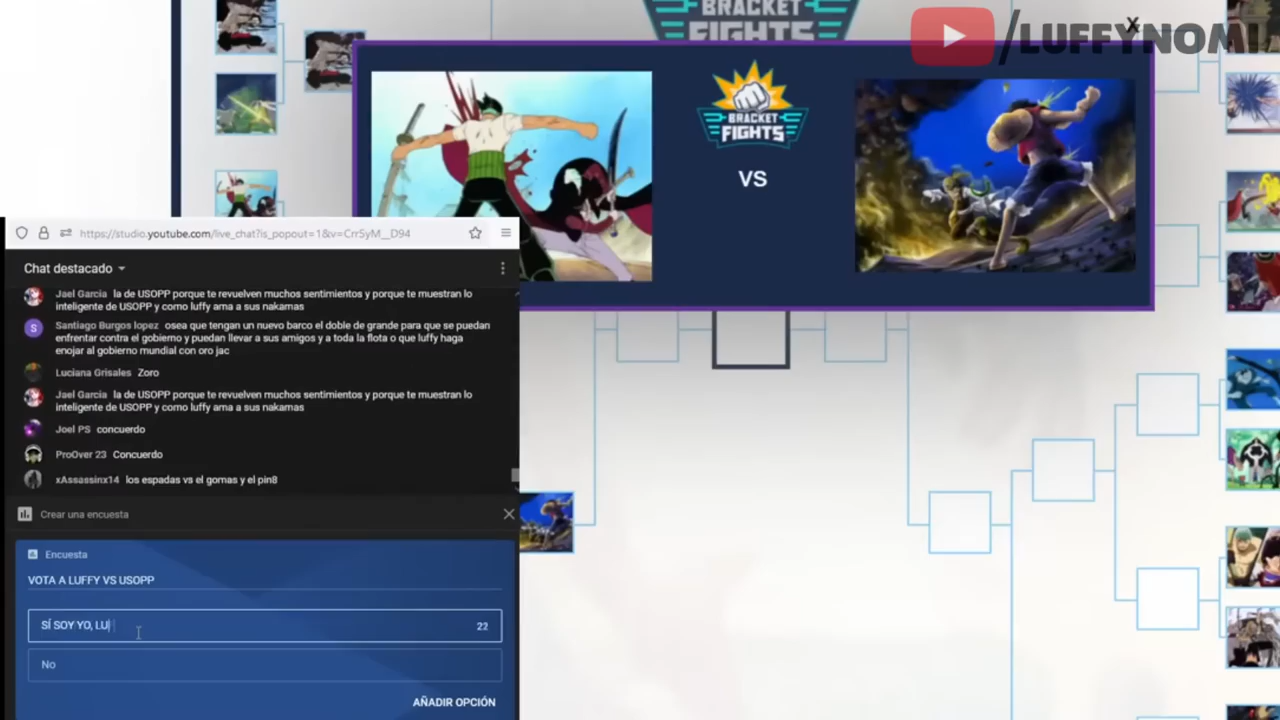 BRACKET
FIGHTS
X
/LUFFYNOMI
BRACKET
FIGHTS
VS
https://studio.youtube.com/live_chat?is_popout=1&v=CrrSyM__D94
Chat destacado
Jael Garcia la de USOPP porque te revuelven muchos sentimientos y porque te muestran lo
inteligente de USOPP y como luffy ama a sus nakamas
S Santiago Burgos lopez osea que tengan un nuevo barco el doble de grande para que se puedan
enfrentar contra el gobierno y puedan llevar a sus amigos y a toda la flota o que luffy haga
enojar al gobierno mundial con oro jac
Luciana Grisales Zoro
Jael Garcia la de USOPP porque te revuelven muchos sentimientos y porque te muestran lo
inteligente de USOPP y como luffy ama a sus nakamas
Joel PS concuerdo
ProOver 23 Concuerdo
xAssassinx14 los espadas vs el gomas y el pin8
Crear una encuesta
Encuesta
VOTA A LUFFY VS USOPP
SÍ SOY YO, LU
22
No
AÑADIR OPCIÓN